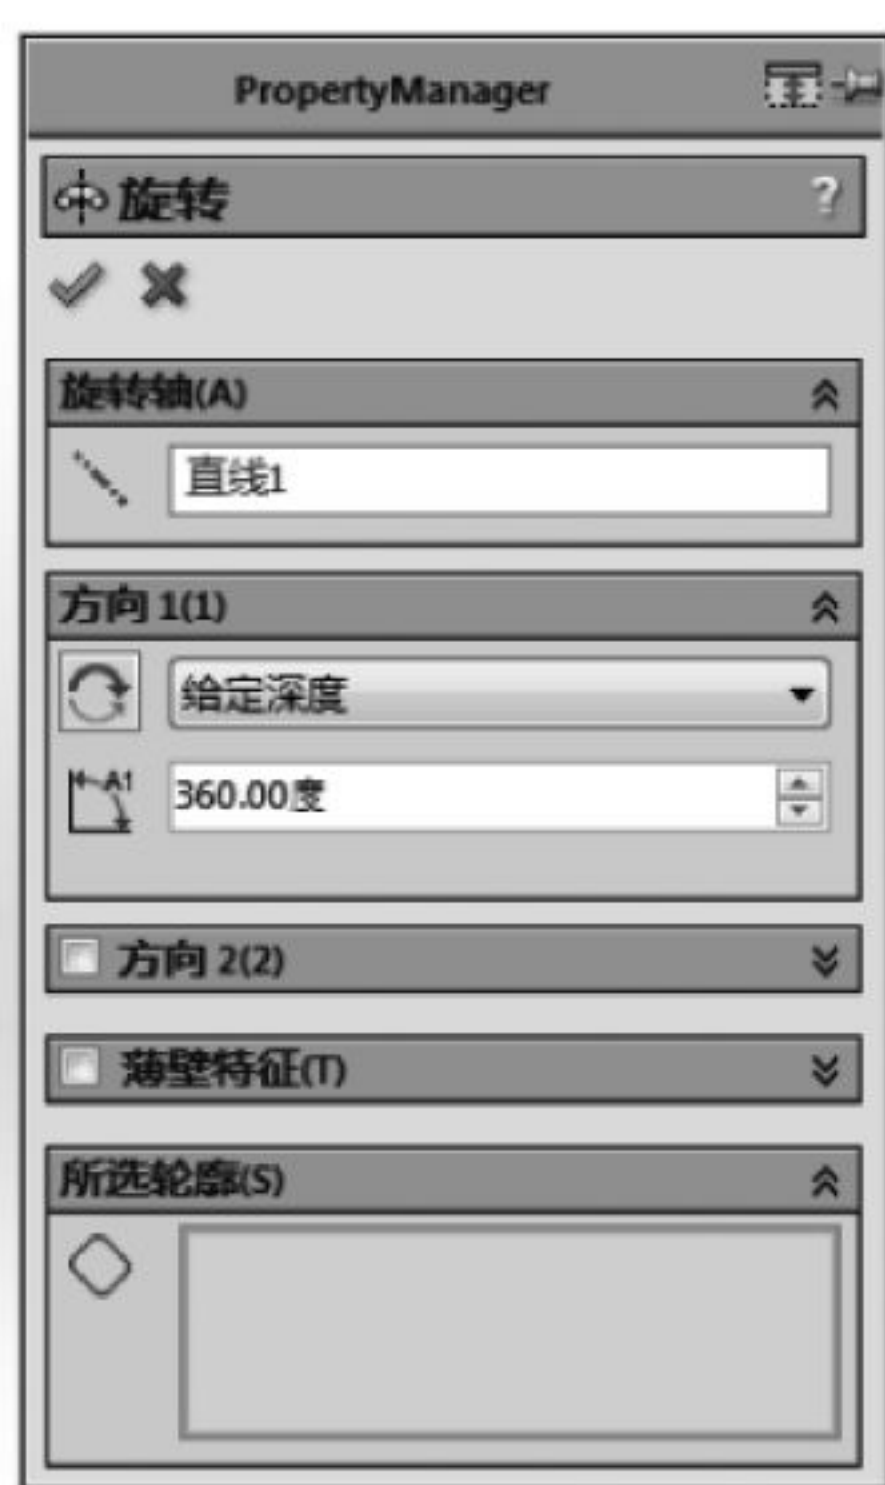 PropertyManager
旋转 ?
旋转轴(A)
直线1
方向 1(1)
给定深度
A1
360.00度
方向 2(2)
薄壁特征(T)
所选轮廓(S)